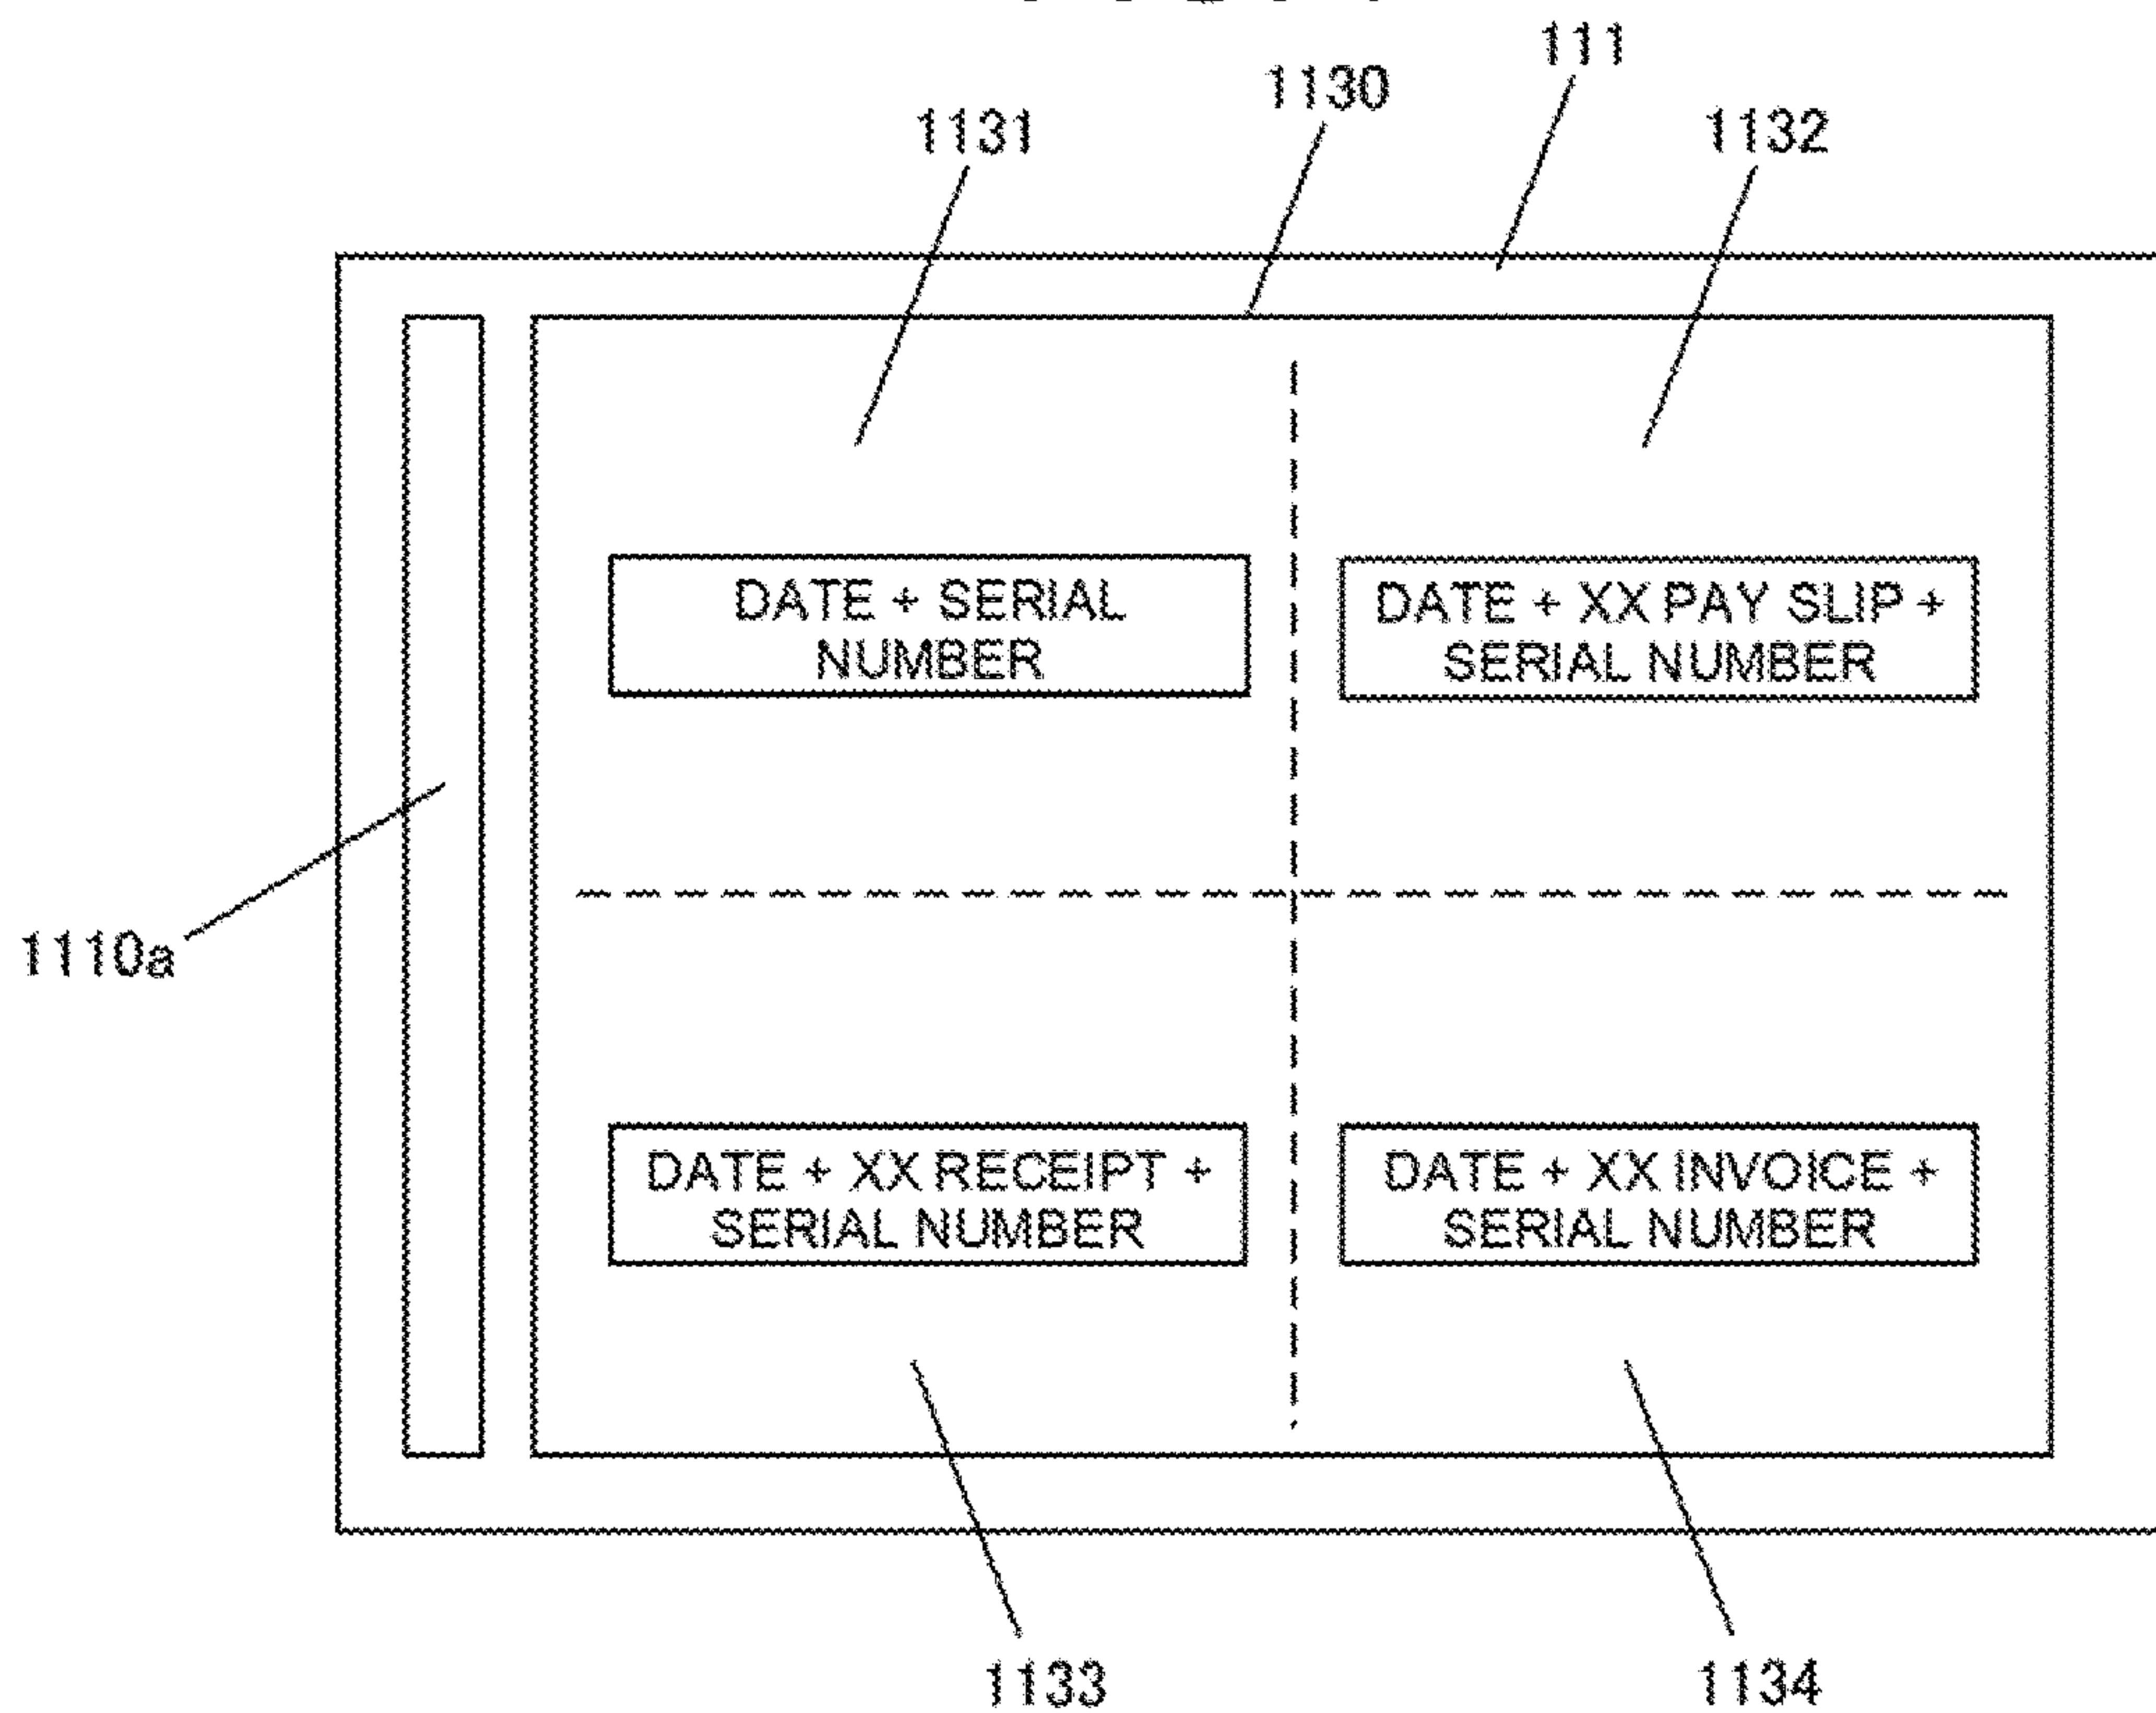 111
1130
1131
1132
DATE + SERIAL
NUMBER
DATE + XX PAY SLIP +
SERIAL NUMBER
1110a
DATE + XX RECEIPT +
SERIAL NUMBER
DATE + XX INVOICE +
SERIAL NUMBER
1133
1134